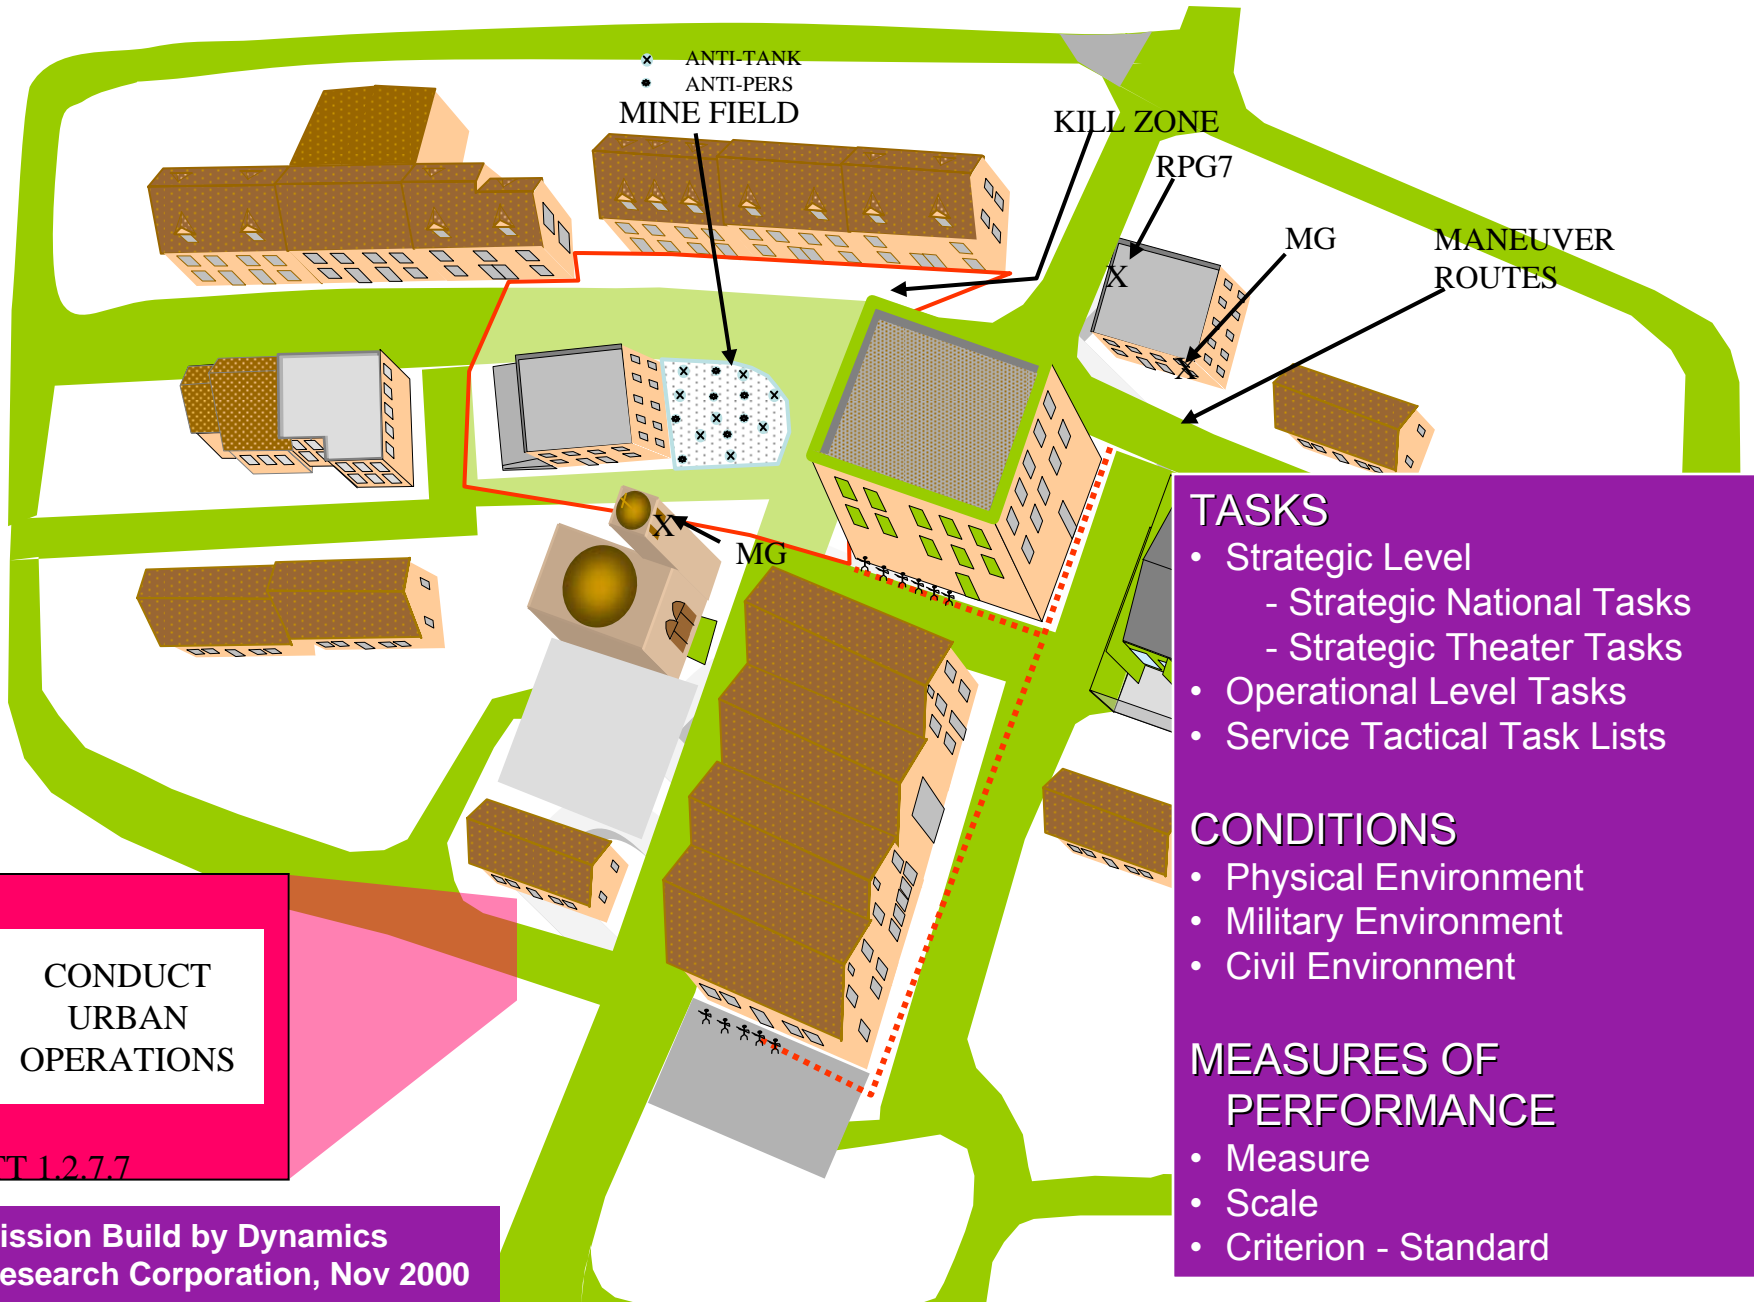 ANTI-TANK
ANTI-PERS
MINE FIELD
KILL ZONE
RPG7
X
MG
X
MANEUVER
ROUTES
X
MG
TASKS
• Strategic Level
- Strategic National Tasks
- Strategic Theater Tasks
• Operational Level Tasks
• Service Tactical Task Lists
CONDITIONS
• Physical Environment
• Military Environment
• Civil Environment
MEASURES OF
PERFORMANCE
• Measure
• Scale
• Criterion - Standard
CONDUCT
URBAN
OPERATIONS
TT 1.2.7.7
ission Build by Dynamics
esearch Corporation, Nov 2000